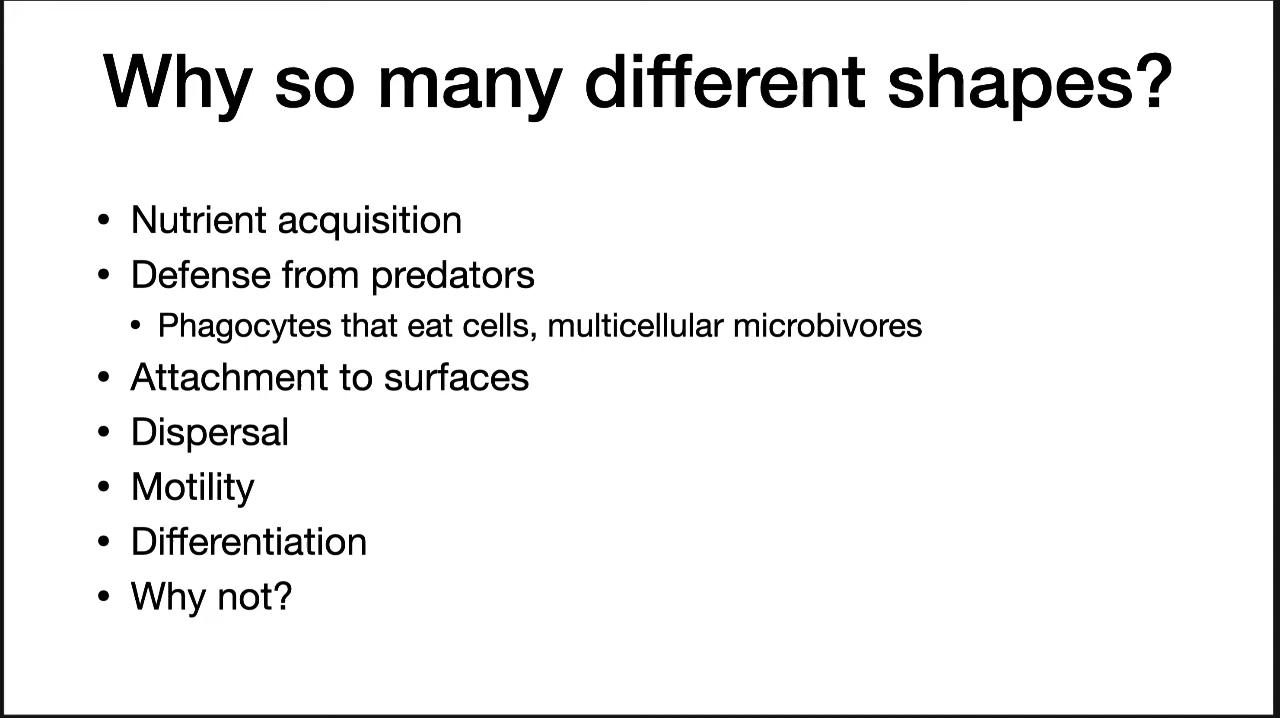 Why so many different shapes?
• Nutrient acquisition
• Defense from predators
• Phagocytes that eat cells, multicellular microbivores
• Attachment to surfaces
• Dispersal
• Motility
• Differentiation
• Why not?